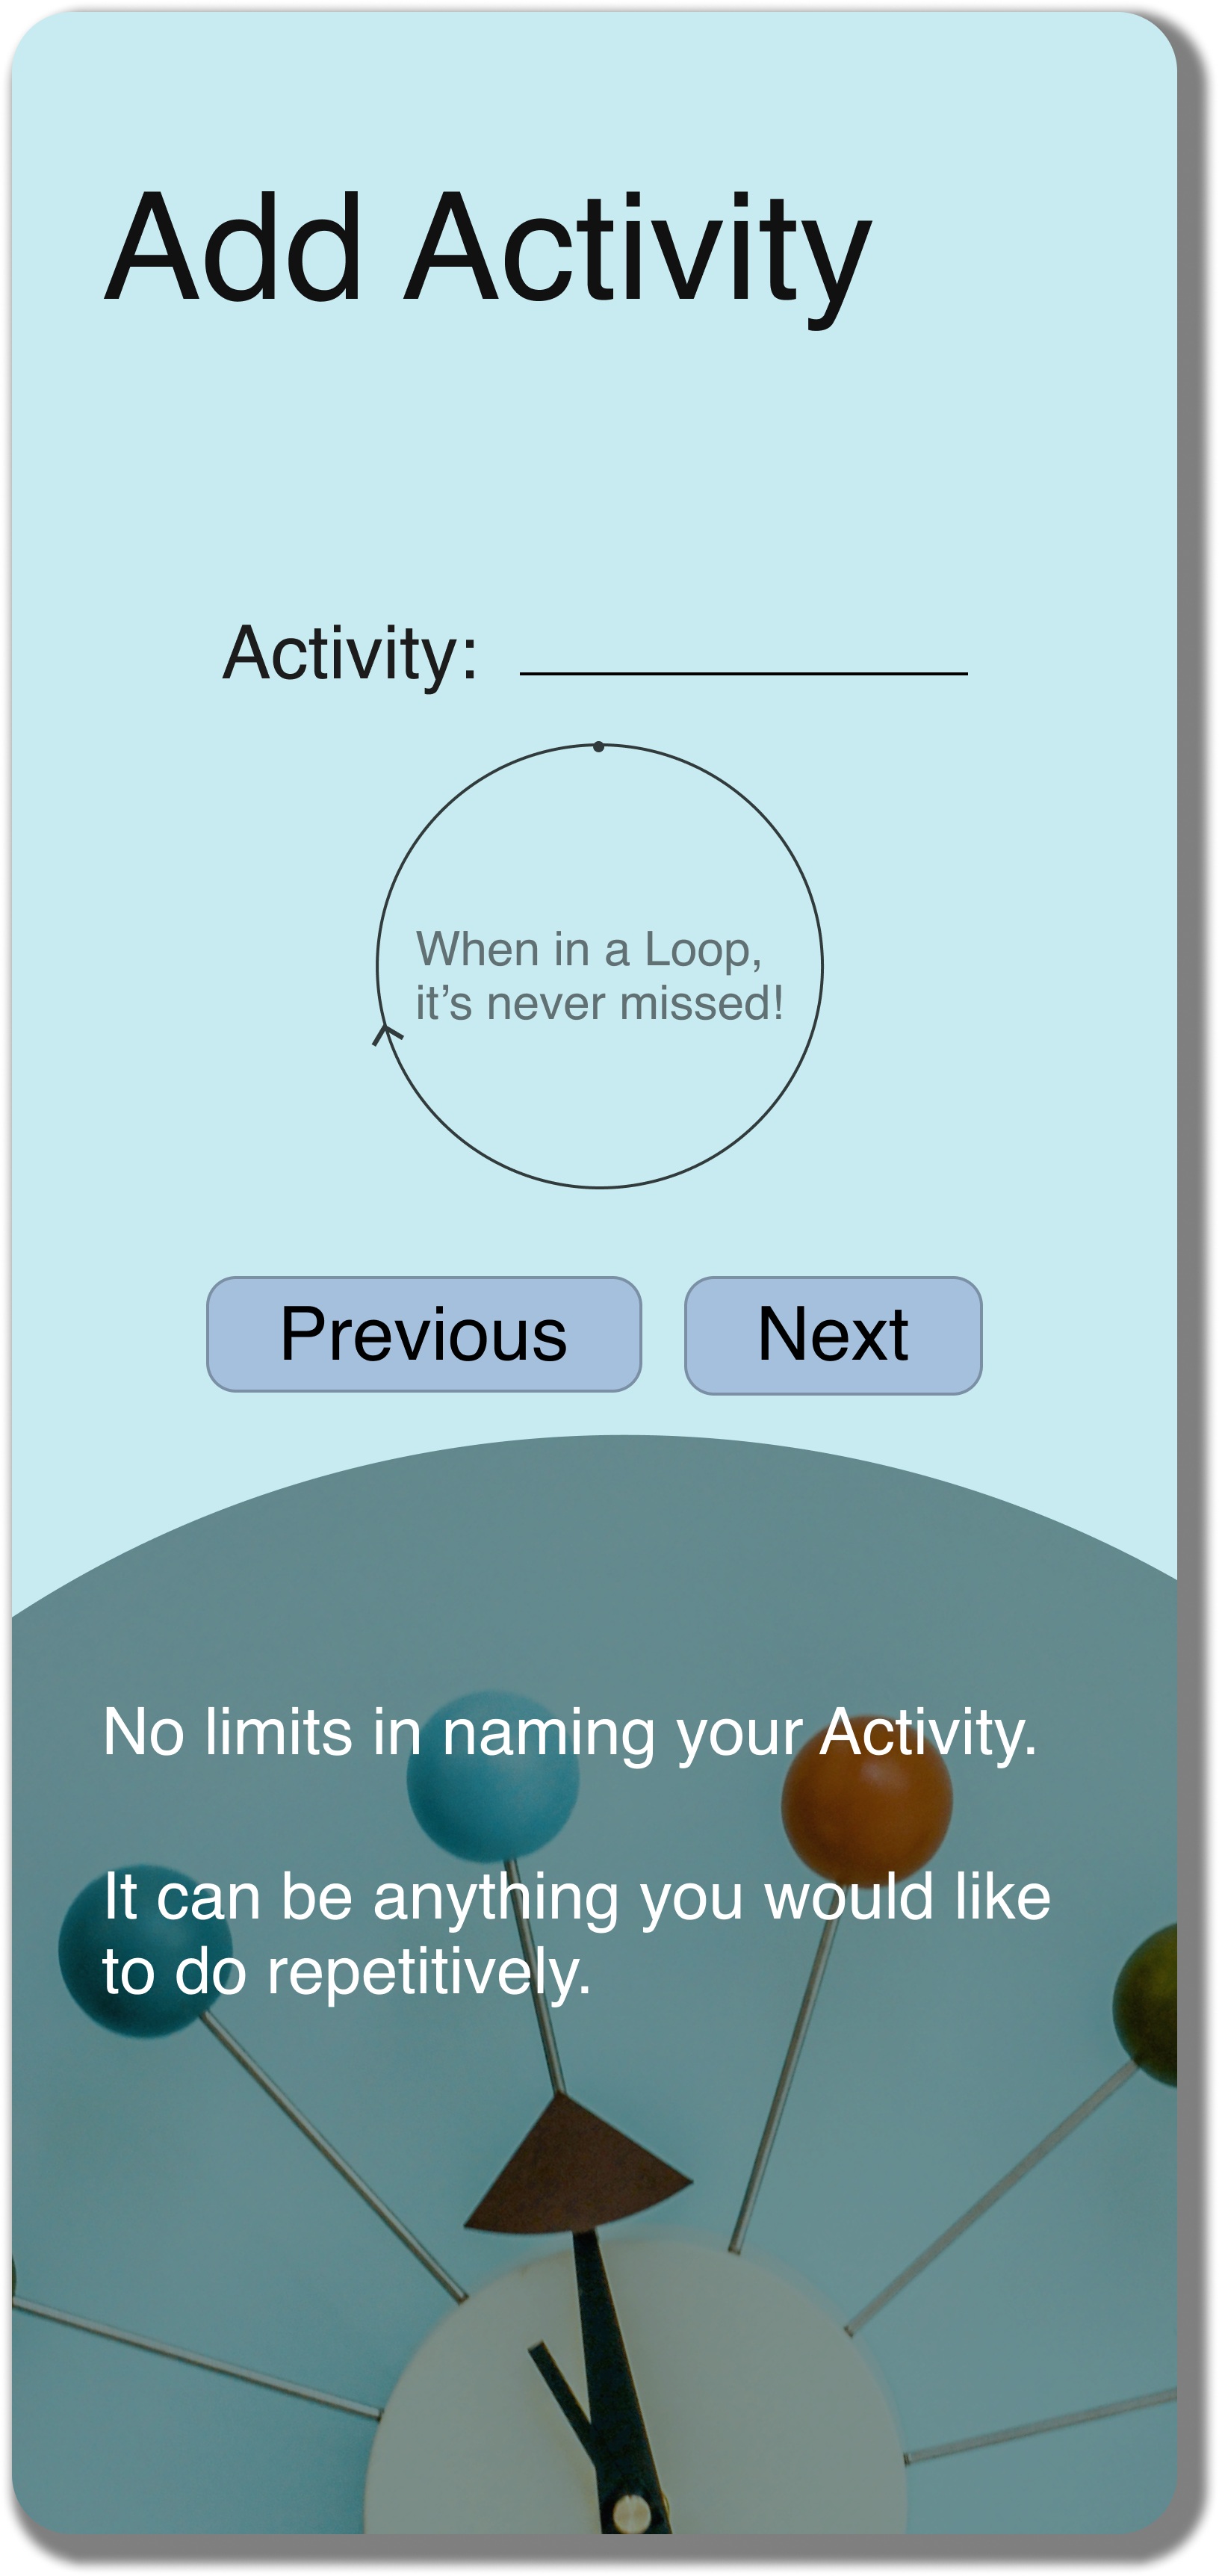 Add Activity
Activity:
When in a Loop,
it’s never missed!
Previous
Next
No limits in naming your Activity.
It can be anything you would like
to do repetitively.